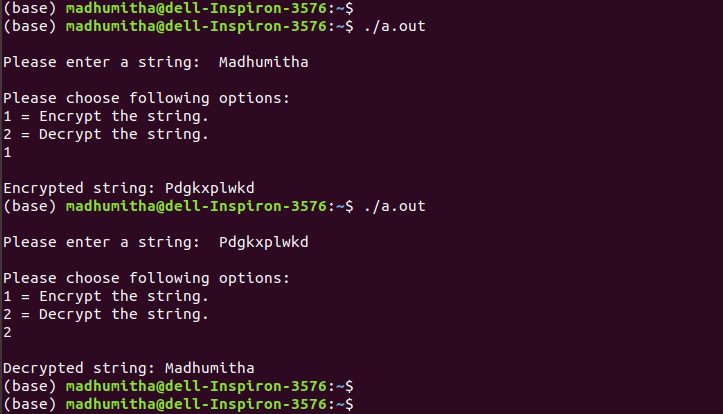 (base) madhumitha@dell-Inspiron-3576:~$
(base) madhumitha@dell-Inspiron-3576:~$ ./a.out
Please enter a string:  Madhumitha
Please choose following options:
1 = Encrypt the string.
2 = Decrypt the string.
1
Encrypted string: Pdgkxplwkd
(base) madhumitha@dell-Inspiron-3576:~$ ./a.out
Please enter a string:  Pdgkxplwkd
Please choose following options:
1 = Encrypt the string.
2 = Decrypt the string.
2
Decrypted string: Madhumitha
(base) madhumitha@dell-Inspiron-3576:~$
(base) madhumitha@dell-Inspiron-3576:~$